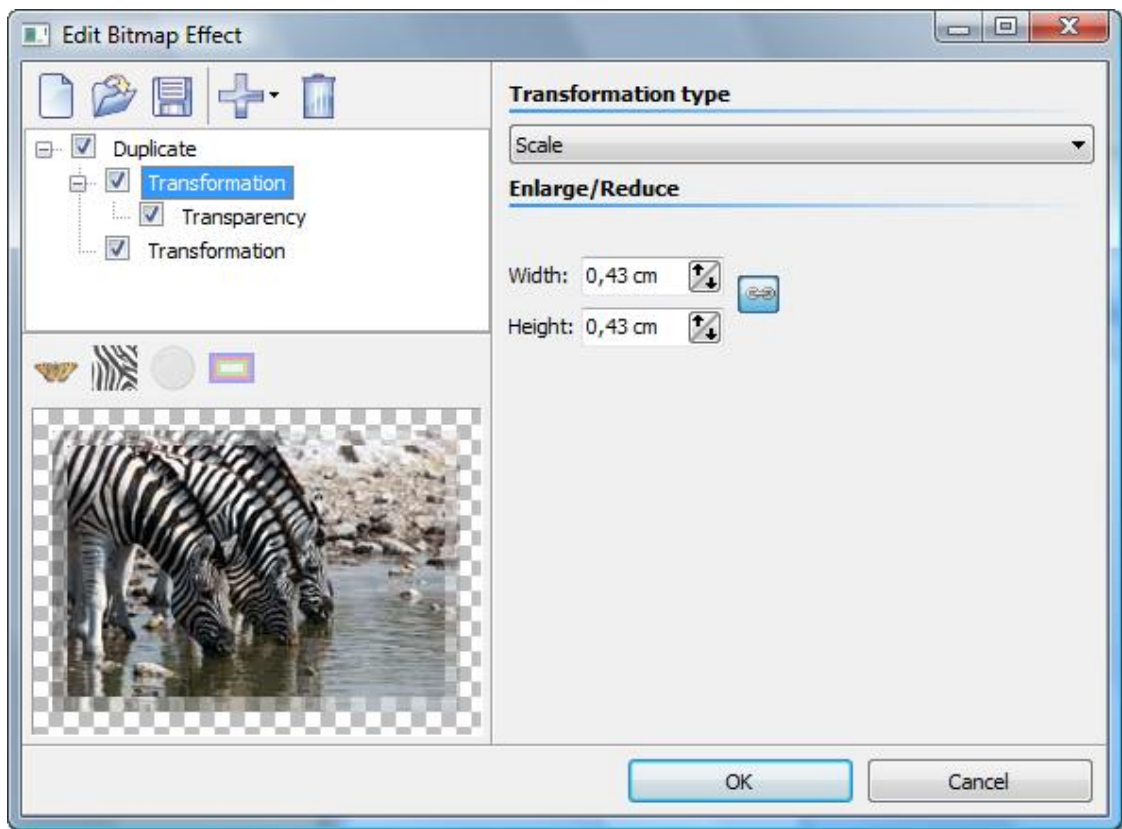 Edit Bitmap Effect
Transformation type
Duplicate
Scale
Transformation
Enlarge/Reduce
Transparency
Transformation
Width: 0,43 cm
Height: 0,43 cm
OK
Cancel